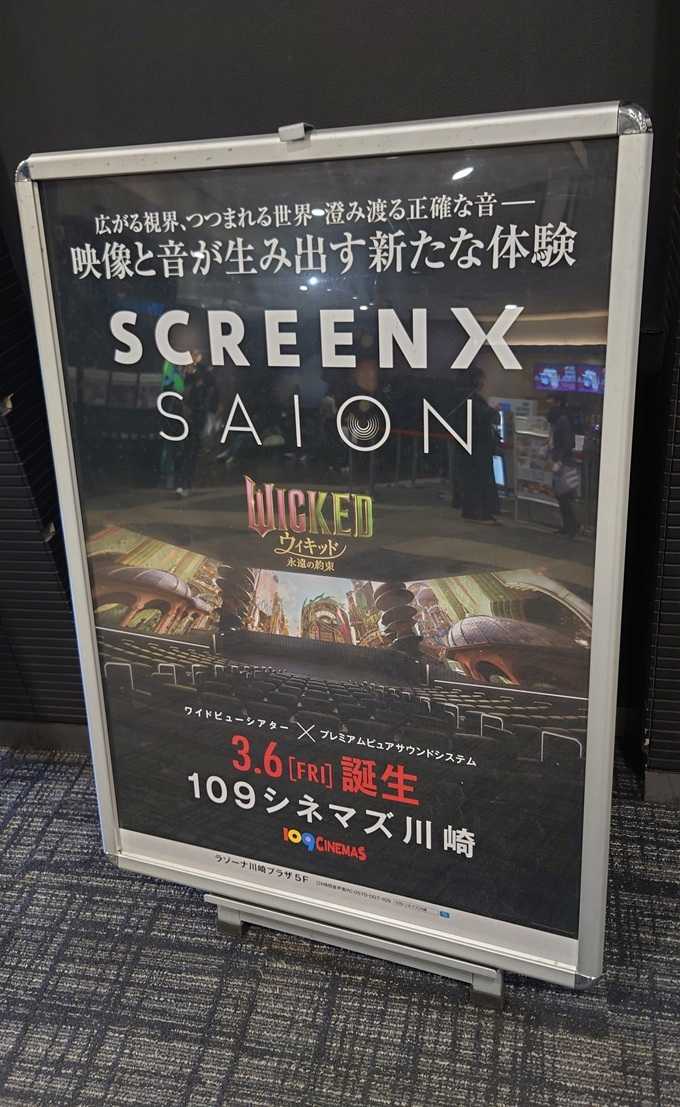 広がる視界、つつまれる世界 澄み渡る正確な音──
映像と音が生み出す新たな体験
SCREENX
SAION
WICKED
ウィキッド
永遠の約束
ワイドビューシアター × プレミアムピュアサウンドシステム
3.6 [FRI] 誕生
109シネマズ川崎
109CINEMAS
ラゾーナ川崎プラザ 5F